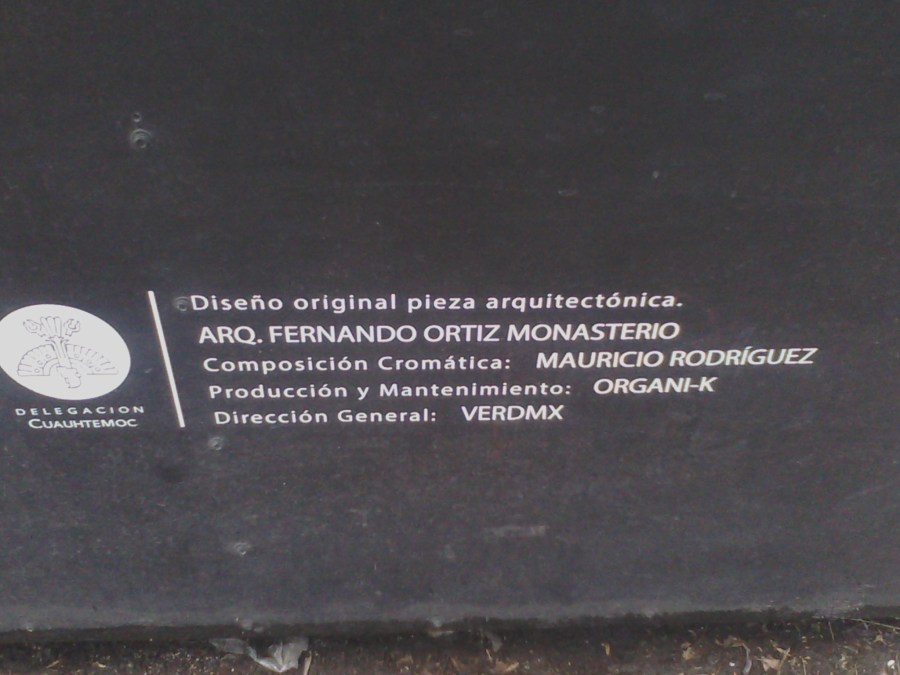 Diseño original pieza arquitectónica.
ARQ. FERNANDO ORTIZ MONASTERIO
Composición Cromática: MAURICIO RODRÍGUEZ
Producción y Mantenimiento: ORGANI-K
Dirección General: VERDMX
DELEGACION
CUAUHTEMOC